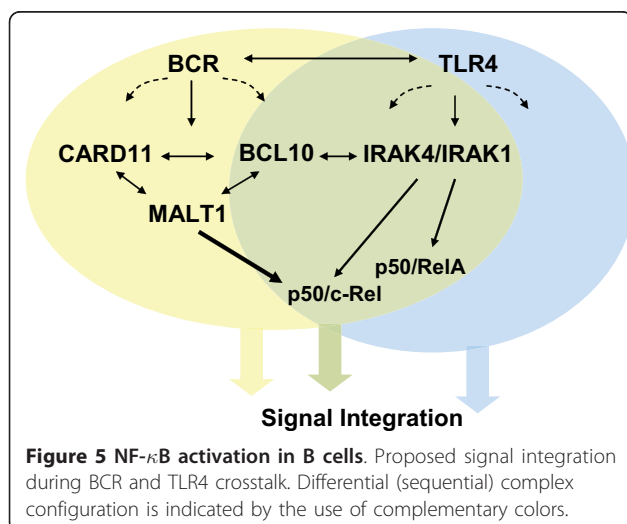 BCR TLR4
CARD11 BCL10 IRAK4/IRAK1
MALT1
p50/RelA
p50/c-Rel
Signal Integration
Figure 5 NF-κB activation in B cells. Proposed signal integration
during BCR and TLR4 crosstalk. Differential (sequential) complex
configuration is indicated by the use of complementary colors.